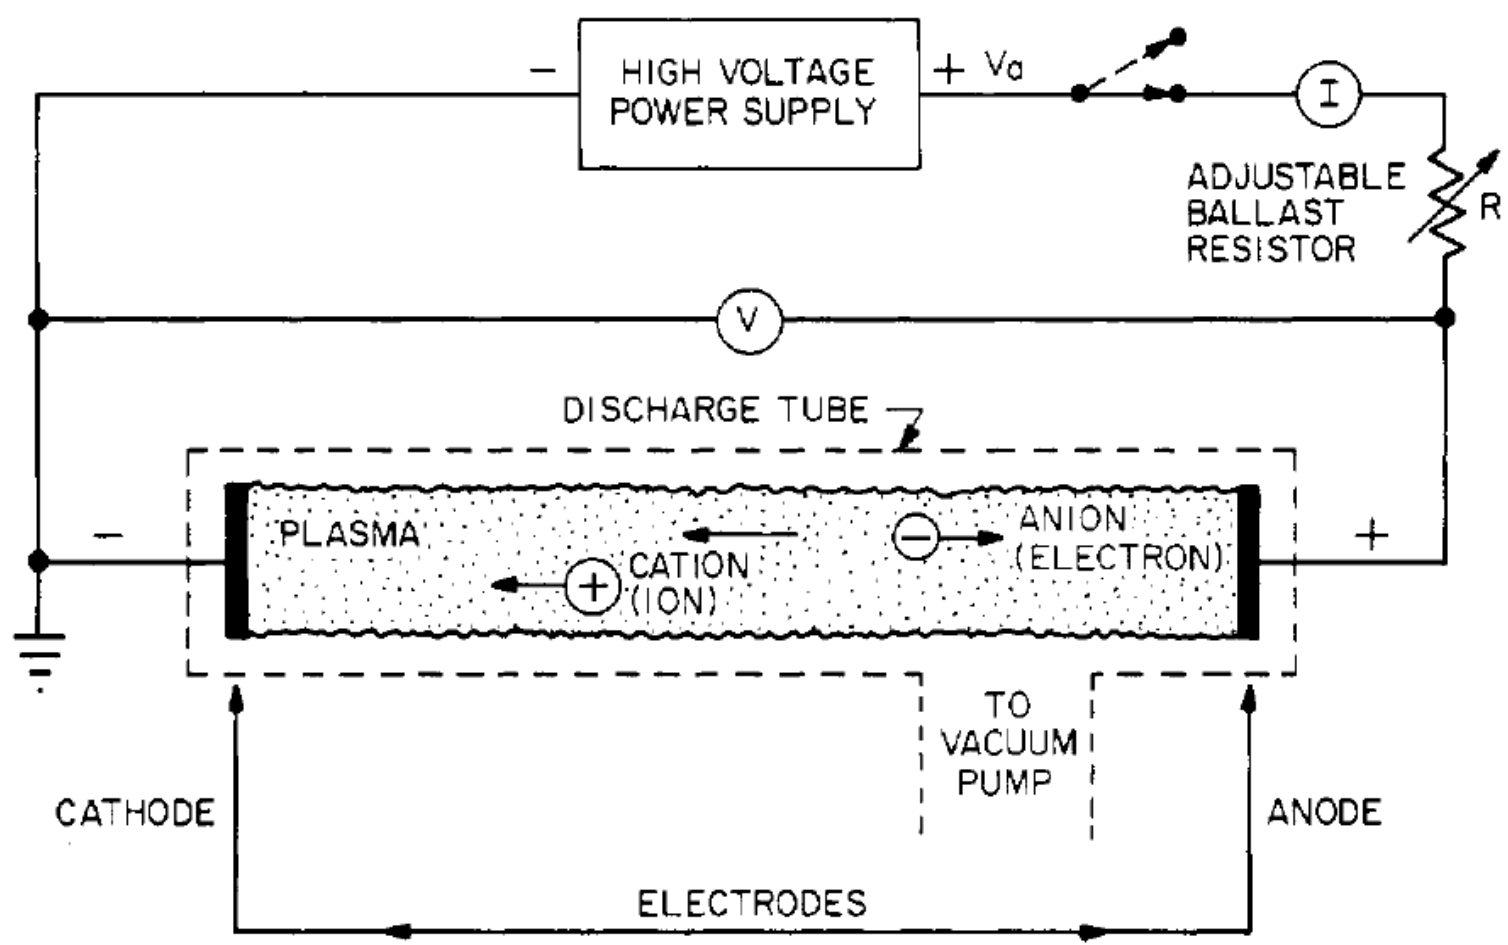 −
HIGH VOLTAGE
POWER SUPPLY
+ Va
I
ADJUSTABLE
BALLAST
RESISTOR
R
V
DISCHARGE TUBE
−
PLASMA
−
ANION
(ELECTRON)
+
+
CATION
(ION)
TO
VACUUM
PUMP
CATHODE
ANODE
ELECTRODES